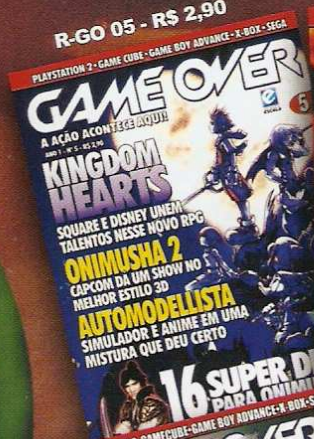 R-GO 05 - R$ 2,90
PLAYSTATION 2 • GAME CUBE • GAME BOY ADVANCE • X-BOX • SEGA
GAME OVER
A AÇÃO ACONTECE AQUI!
ANO 1 - Nº 5 - R$ 2,90
ESCALA
5
KINGDOM
HEARTS
SQUARE E DISNEY UNEM
TALENTOS NESSE NOVO RPG
ONIMUSHA 2
CAPCOM DA UM SHOW NO
MELHOR ESTILO 3D
AUTOMODELLISTA
SIMULADOR E ANIME EM UMA
MISTURA QUE DEU CERTO
16 SUPER
PARA
GAMECUBE • GAME BOY ADVANCE • X-BOX • S